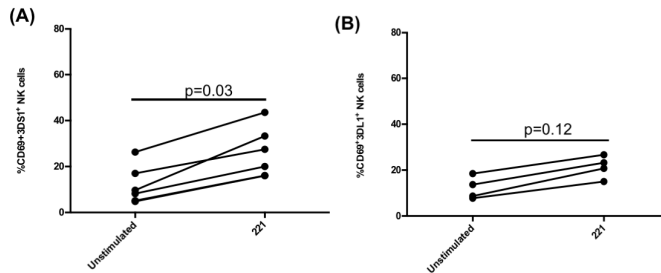 (A)
80
60
40
20
0
%CD69+3DS1+ NK cells
p=0.03
Unstimulated
221
(B)
80
60
40
20
0
%CD69+3DL1+ NK cells
p=0.12
Unstimulated
221